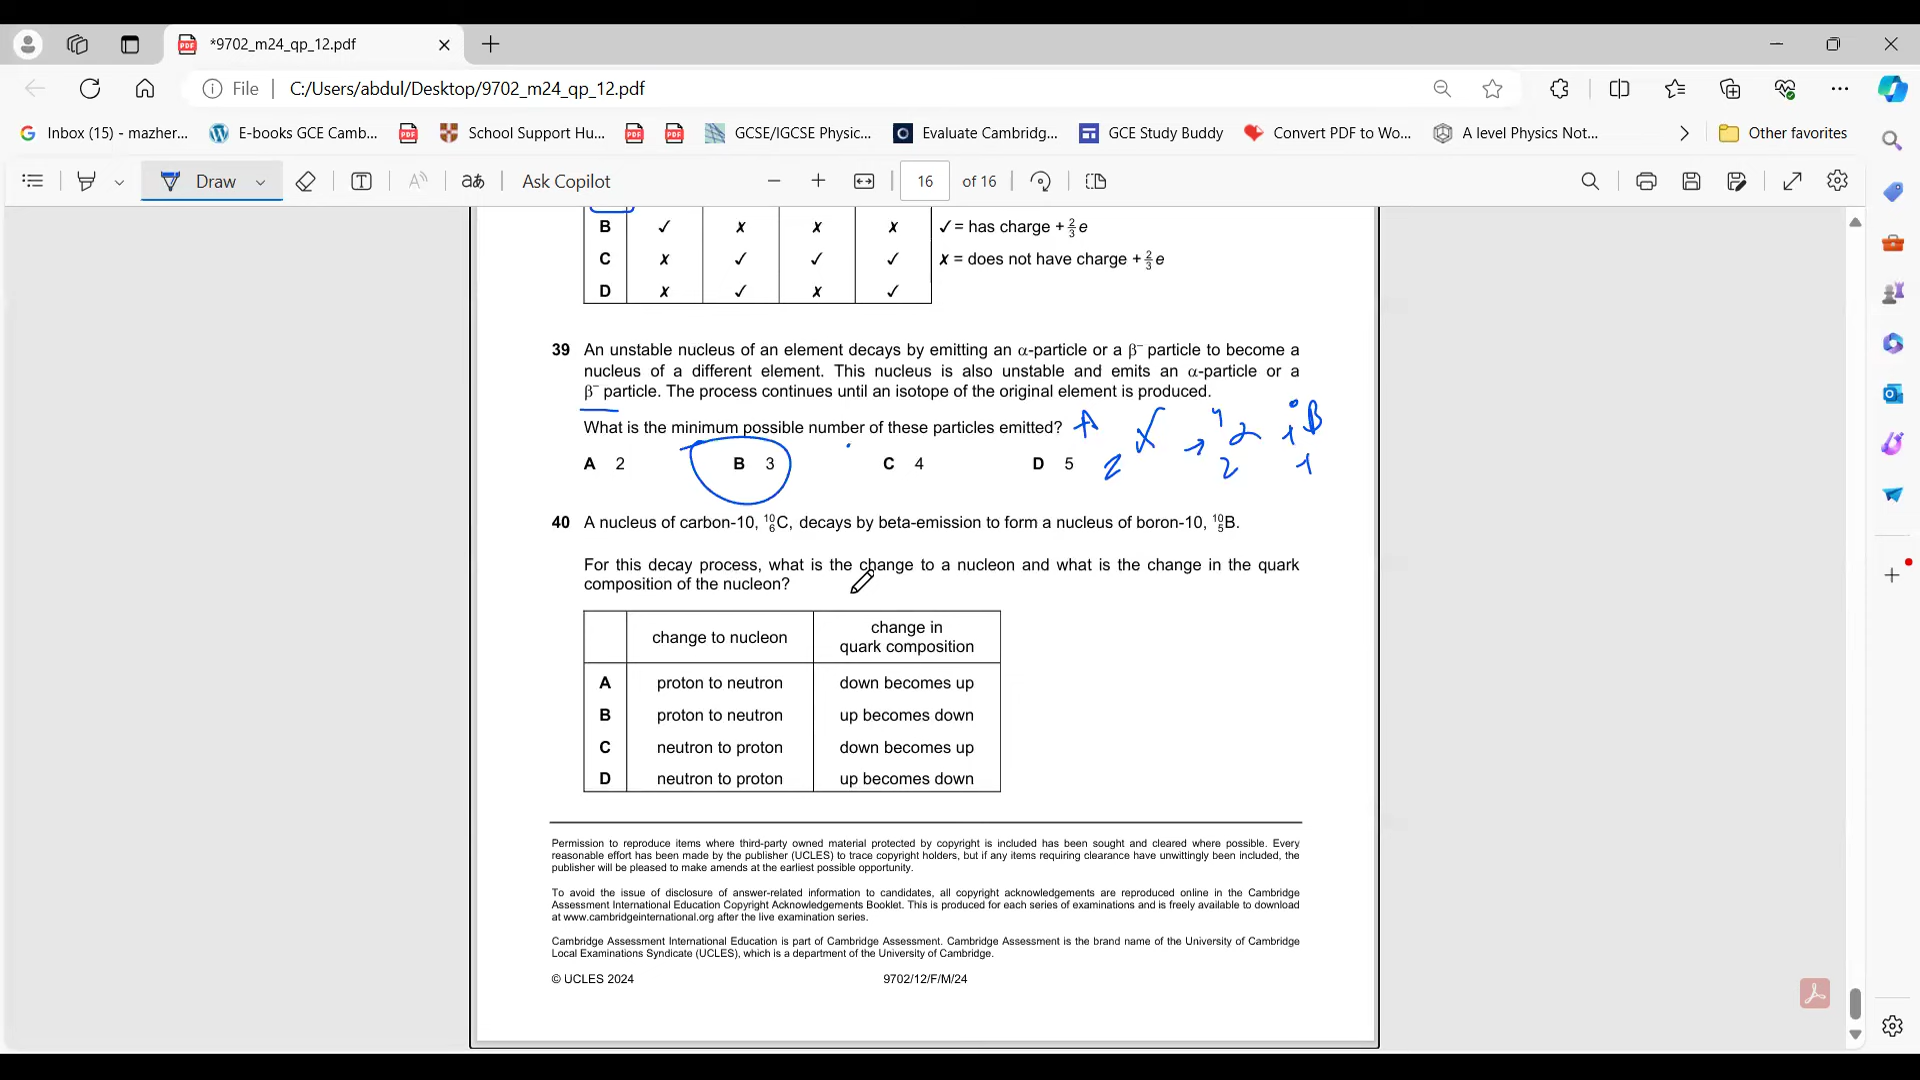 *9702_m24_qp_12.pdf
File
C:/Users/abdul/Desktop/9702_m24_qp_12.pdf
Inbox (15) - mazher...
E-books GCE Camb...
School Support Hu...
GCSE/IGCSE Physic...
Evaluate Cambridg...
GCE Study Buddy
Convert PDF to Wo...
A level Physics Not...
Other favorites
Draw
aあ
Ask Copilot
16 of 16
B ✓ ✗ ✗ ✗ ✓ = has charge + 2/3 e
C ✗ ✓ ✓ ✓ ✗ = does not have charge + 2/3 e
D ✗ ✓ ✗ ✓
39 An unstable nucleus of an element decays by emitting an α-particle or a β⁻ particle to become a
nucleus of a different element. This nucleus is also unstable and emits an α-particle or a
β⁻ particle. The process continues until an isotope of the original element is produced.
What is the minimum possible number of these particles emitted?
A 2 B 3 C 4 D 5
40 A nucleus of carbon-10, ¹⁰₆C, decays by beta-emission to form a nucleus of boron-10, ¹⁰₅B.
For this decay process, what is the change to a nucleon and what is the change in the quark
composition of the nucleon?
change to nucleon
change in
quark composition
A proton to neutron down becomes up
B proton to neutron up becomes down
C neutron to proton down becomes up
D neutron to proton up becomes down
Permission to reproduce items where third-party owned material protected by copyright is included has been sought and cleared where possible. Every
reasonable effort has been made by the publisher (UCLES) to trace copyright holders, but if any items requiring clearance have unwittingly been included, the
publisher will be pleased to make amends at the earliest possible opportunity.
To avoid the issue of disclosure of answer-related information to candidates, all copyright acknowledgements are reproduced online in the Cambridge
Assessment International Education Copyright Acknowledgements Booklet. This is produced for each series of examinations and is freely available to download
at www.cambridgeinternational.org after the live examination series.
Cambridge Assessment International Education is part of Cambridge Assessment. Cambridge Assessment is the brand name of the University of Cambridge
Local Examinations Syndicate (UCLES), which is a department of the University of Cambridge.
© UCLES 2024
9702/12/F/M/24